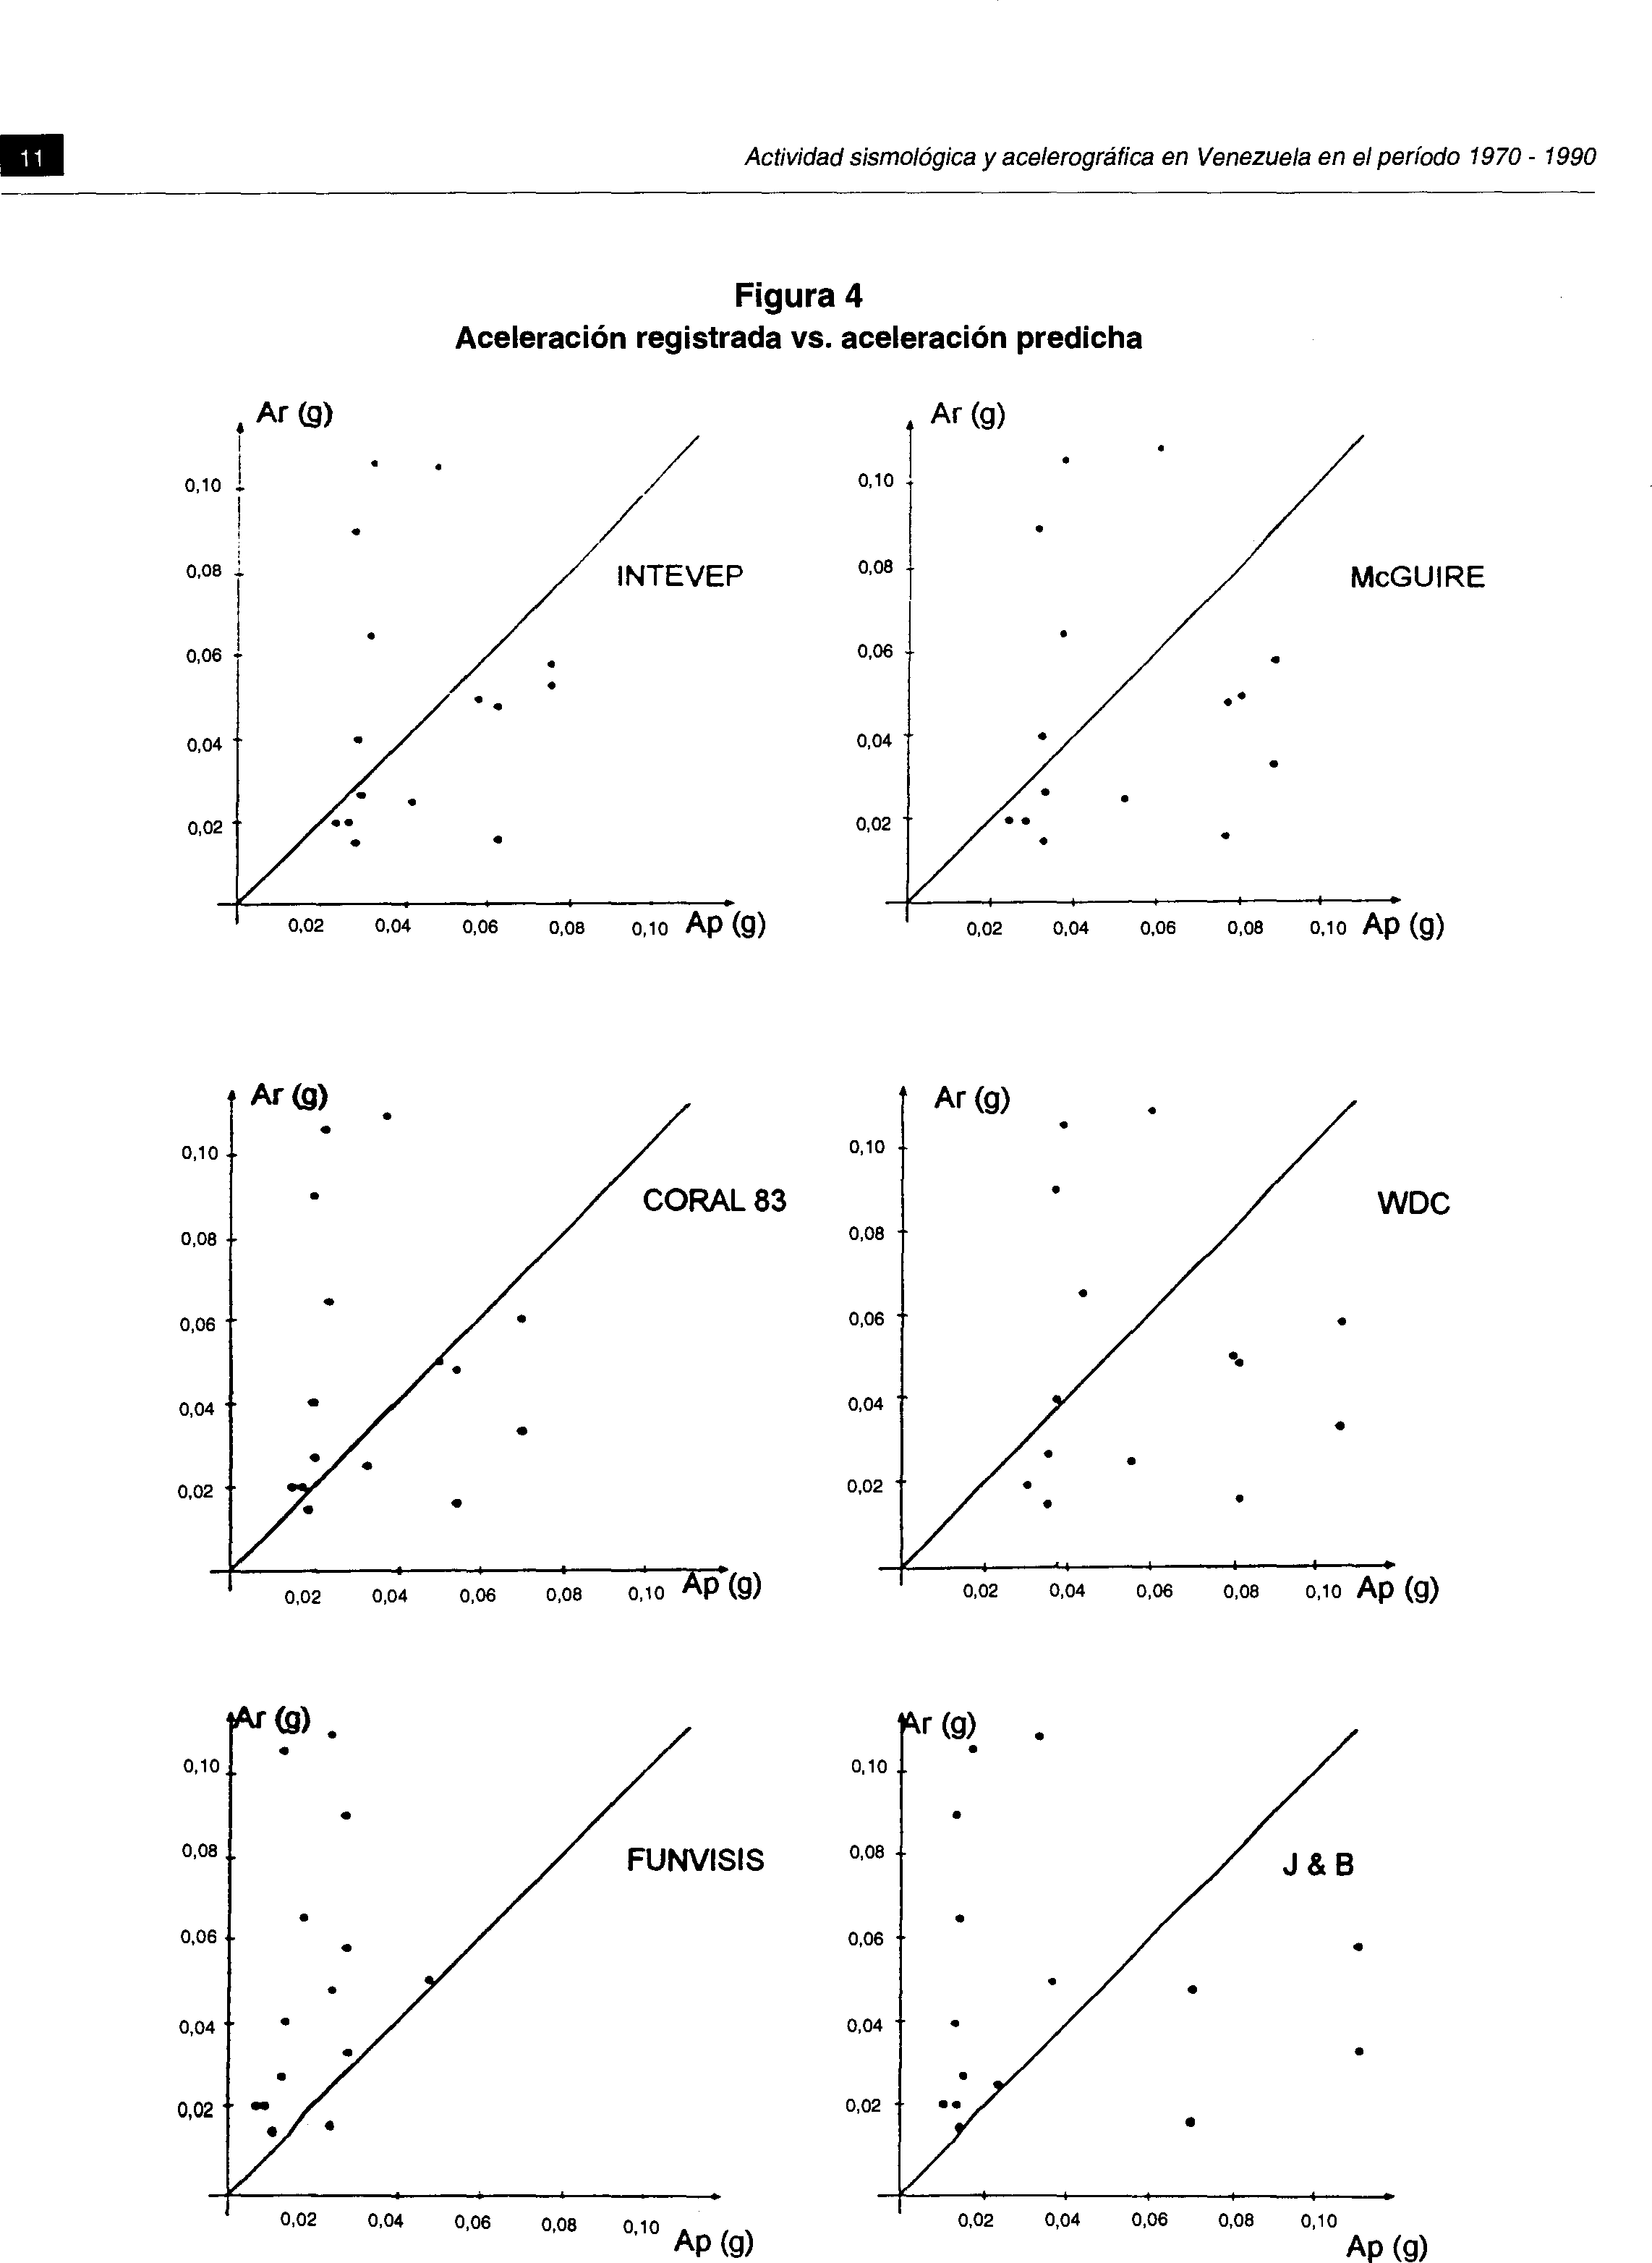 11
Actividad sismológica y acelerográfica en Venezuela en el período 1970 - 1990
Figura 4
Aceleración registrada vs. aceleración predicha
Ar (g)
0,10
0,08
0,06
0,04
0,02
INTEVEP
0,02 0,04 0,06 0,08 0,10 Ap (g)
Ar (g)
0,10
0,08
0,06
0,04
0,02
McGUIRE
0,02 0,04 0,06 0,08 0,10 Ap (g)
Ar (g)
0,10
0,08
0,06
0,04
0,02
CORAL 83
0,02 0,04 0,06 0,08 0,10 Ap (g)
Ar (g)
0,10
0,08
0,06
0,04
0,02
WDC
0,02 0,04 0,06 0,08 0,10 Ap (g)
Ar (g)
0,10
0,08
0,06
0,04
0,02
FUNVISIS
0,02 0,04 0,06 0,08 0,10 Ap (g)
Ar (g)
0,10
0,08
0,06
0,04
0,02
J & B
0,02 0,04 0,06 0,08 0,10
Ap (g)